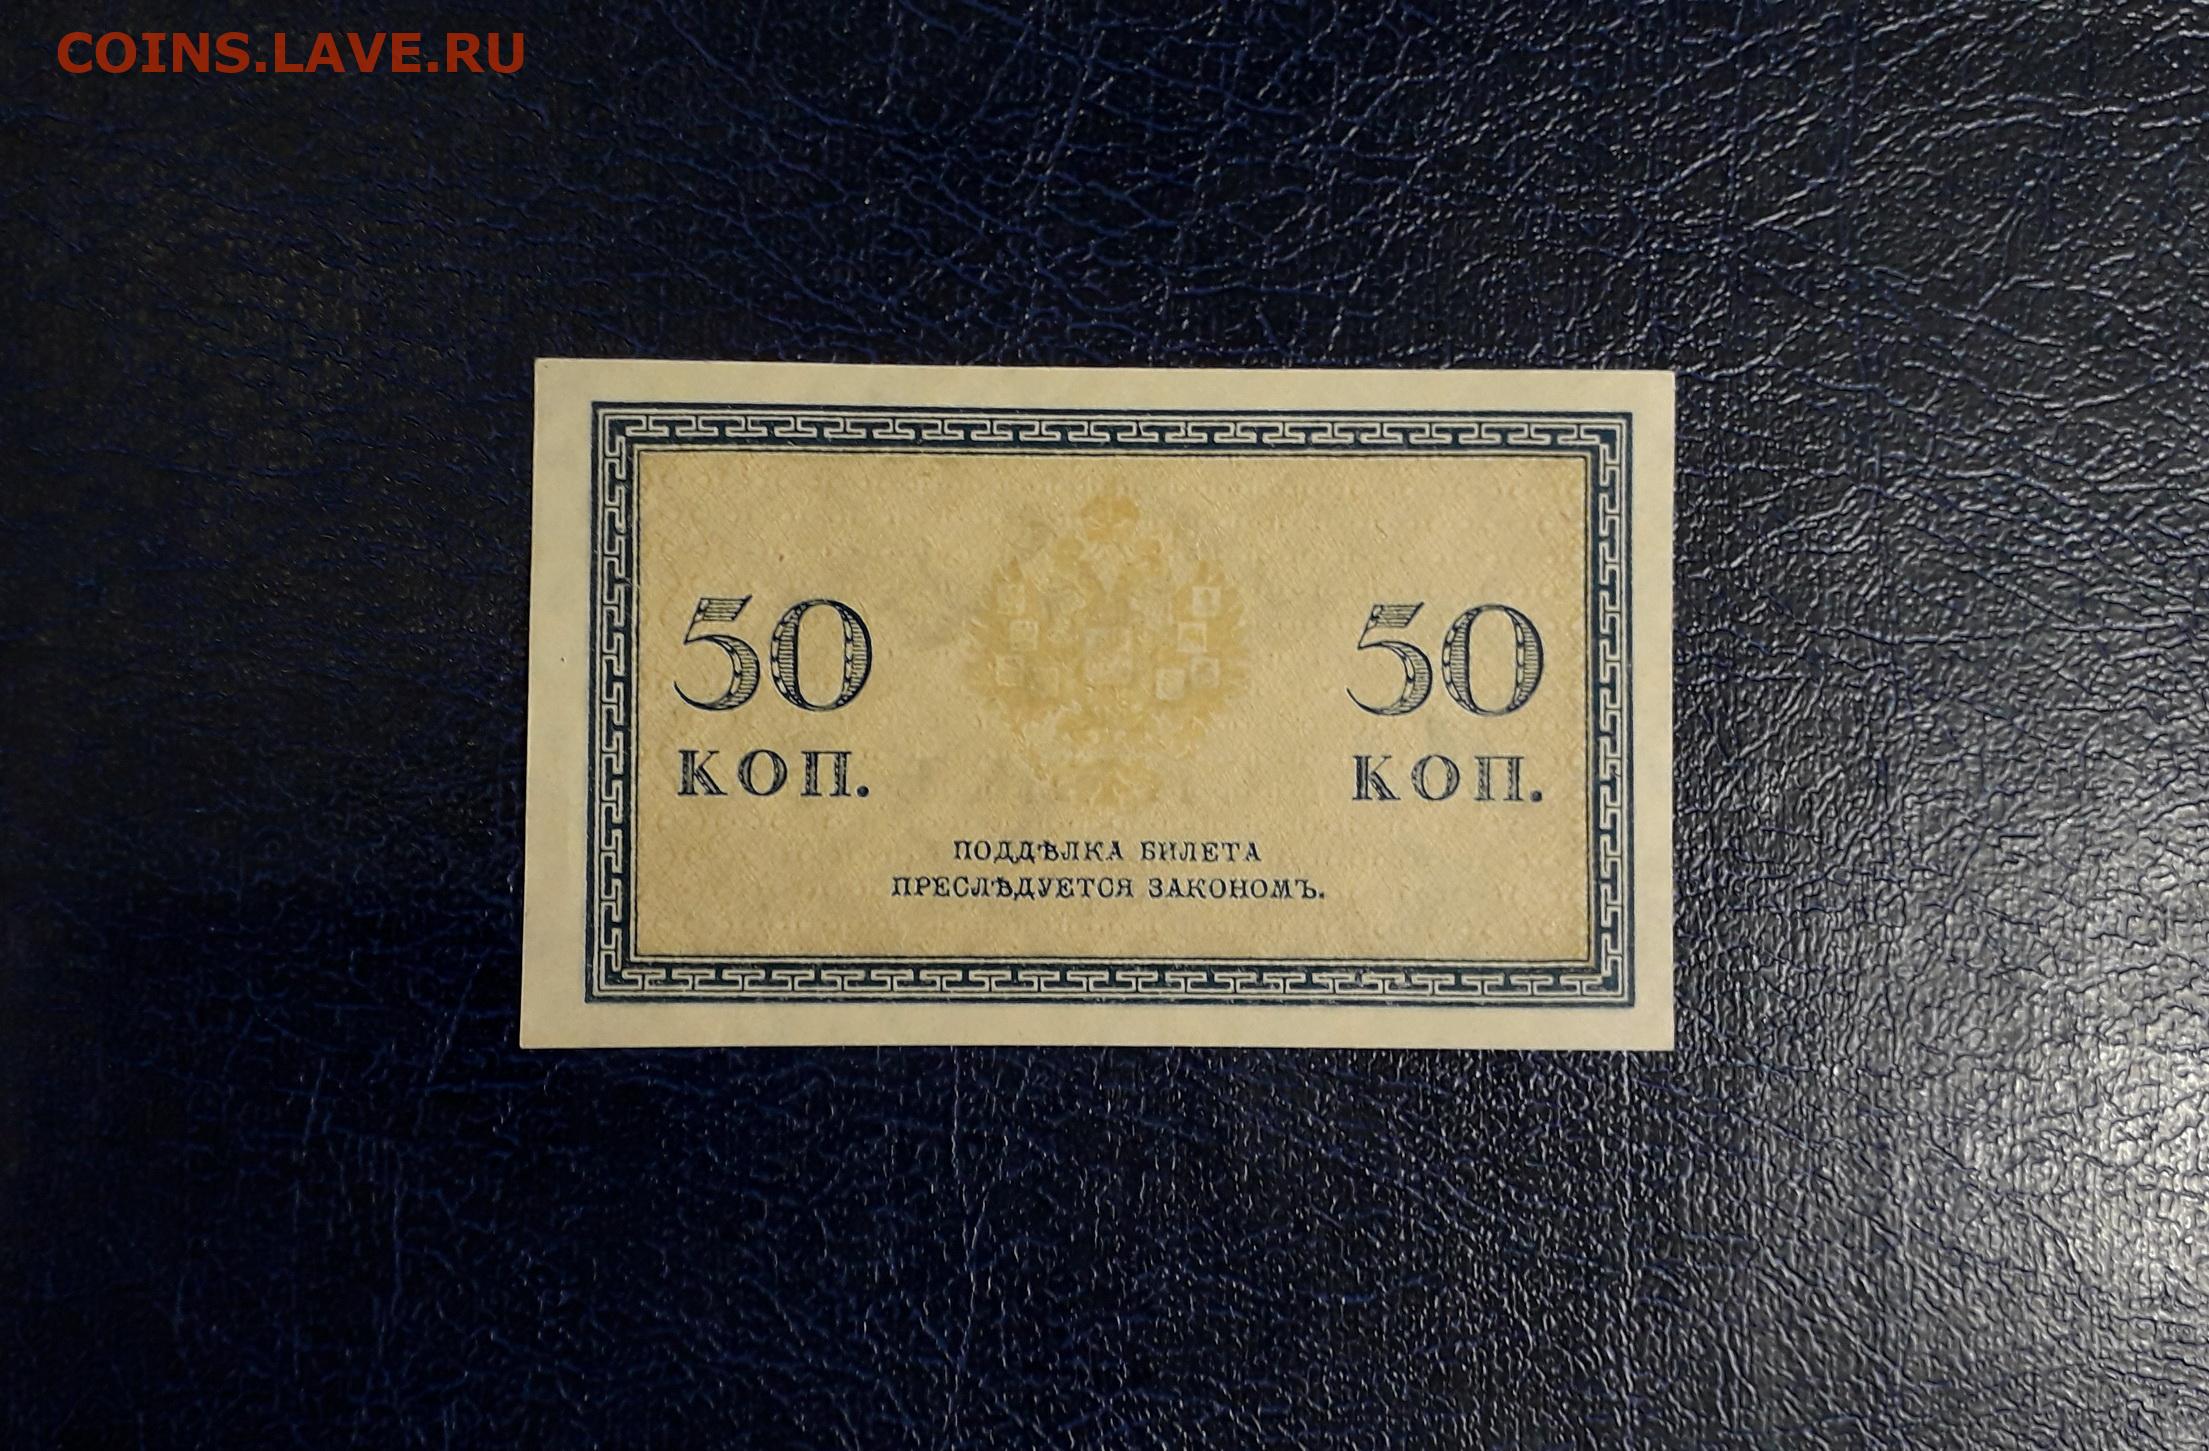 COINS.LAVE.RU
50 50
КОП. КОП.
ПОДДѢЛКА БИЛЕТА
ПРЕСЛѢДУЕТСЯ ЗАКОНОМЪ.